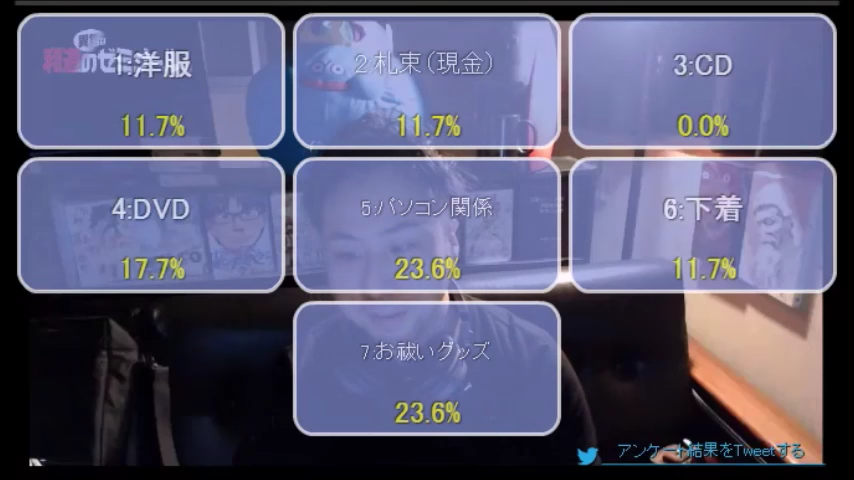 1:洋服
11.7%
2:札束(現金)
11.7%
3:CD
0.0%
4:DVD
17.7%
5:パソコン関係
23.6%
6:下着
11.7%
7:お祓いグッズ
23.6%
アンケート結果をTweetする